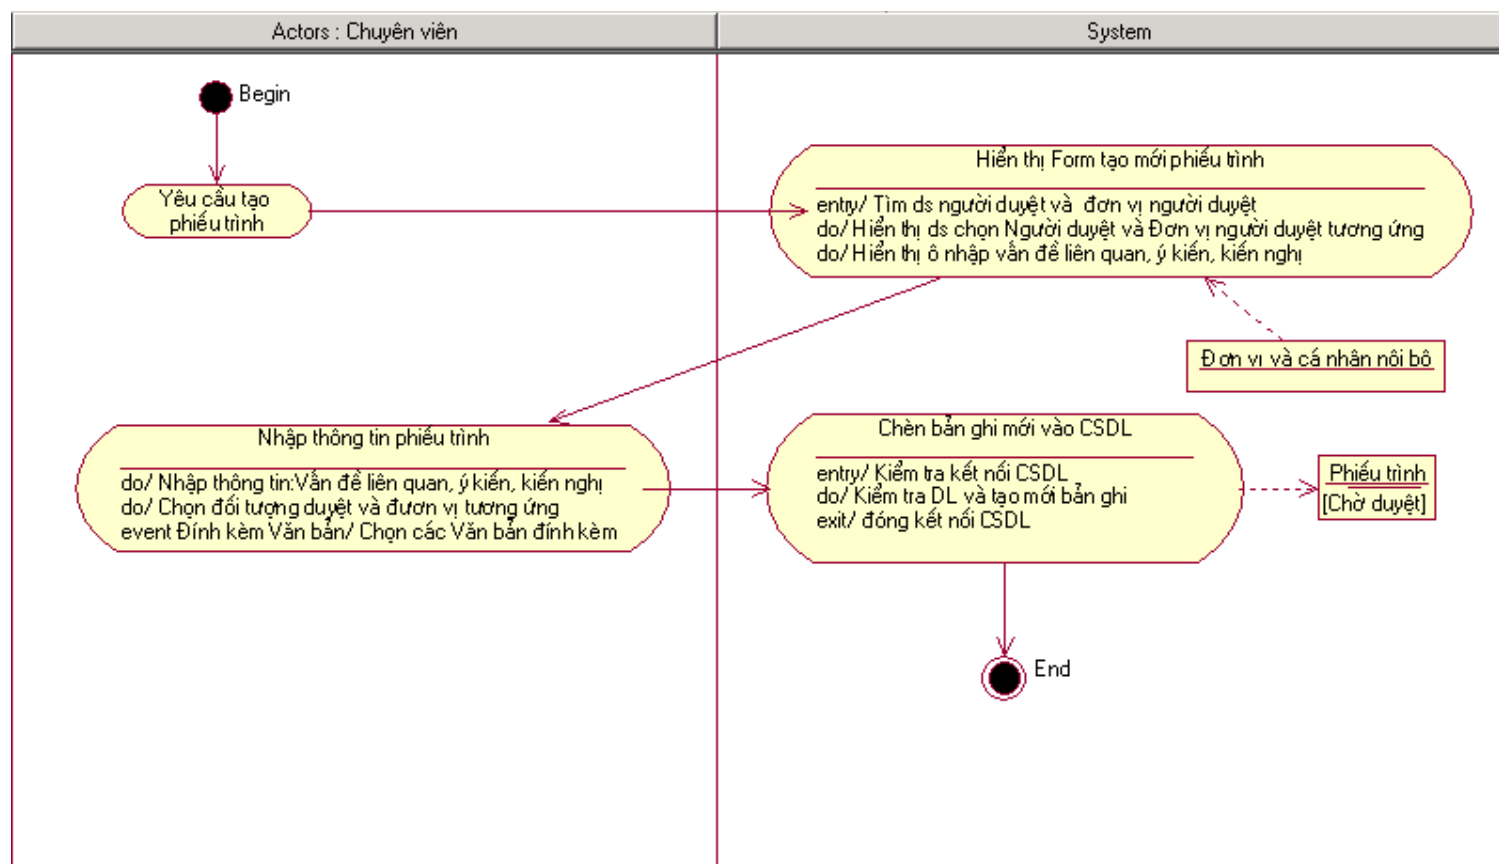 Actors : Chuyên viên
System
Begin
Yêu cầu tạo
phiếu trình
Hiển thị Form tạo mới phiếu trình
entry/ Tìm ds người duyệt và đơn vị người duyệt
do/ Hiển thị ds chọn Người duyệt và Đơn vị người duyệt tương ứng
do/ Hiển thị ô nhập vấn đề liên quan, ý kiến, kiến nghị
Đơn vị và cá nhân nội bộ
Nhập thông tin phiếu trình
do/ Nhập thông tin:Vấn đề liên quan, ý kiến, kiến nghị
do/ Chọn đối tượng duyệt và đươn vị tương ứng
event Đính kèm Văn bản/ Chọn các Văn bản đính kèm
Chèn bản ghi mới vào CSDL
entry/ Kiểm tra kết nối CSDL
do/ Kiểm tra DL và tạo mới bản ghi
exit/ đóng kết nối CSDL
Phiếu trình
[Chờ duyệt]
End